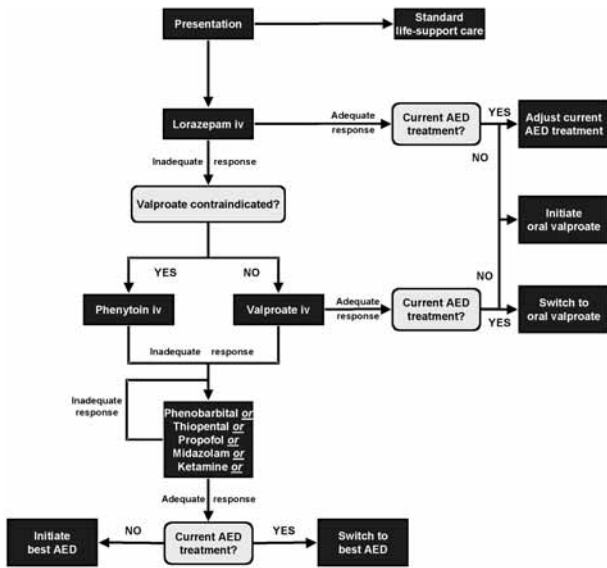 Presentation
Standard
life-support care
Lorazepam iv
Adequate
response
Current AED
treatment?
YES
Adjust current
AED treatment
NO
Inadequate response
Valproate contraindicated?
Initiate
oral valproate
YES
NO
NO
Phenytoin iv
Valproate iv
Adequate
response
Current AED
treatment?
YES
Switch to
oral valproate
Inadequate response
Inadequate
response
Phenobarbital or
Thiopental or
Propofol or
Midazolam or
Ketamine or
Adequate response
Initiate
best AED
NO
Current AED
treatment?
YES
Switch to
best AED